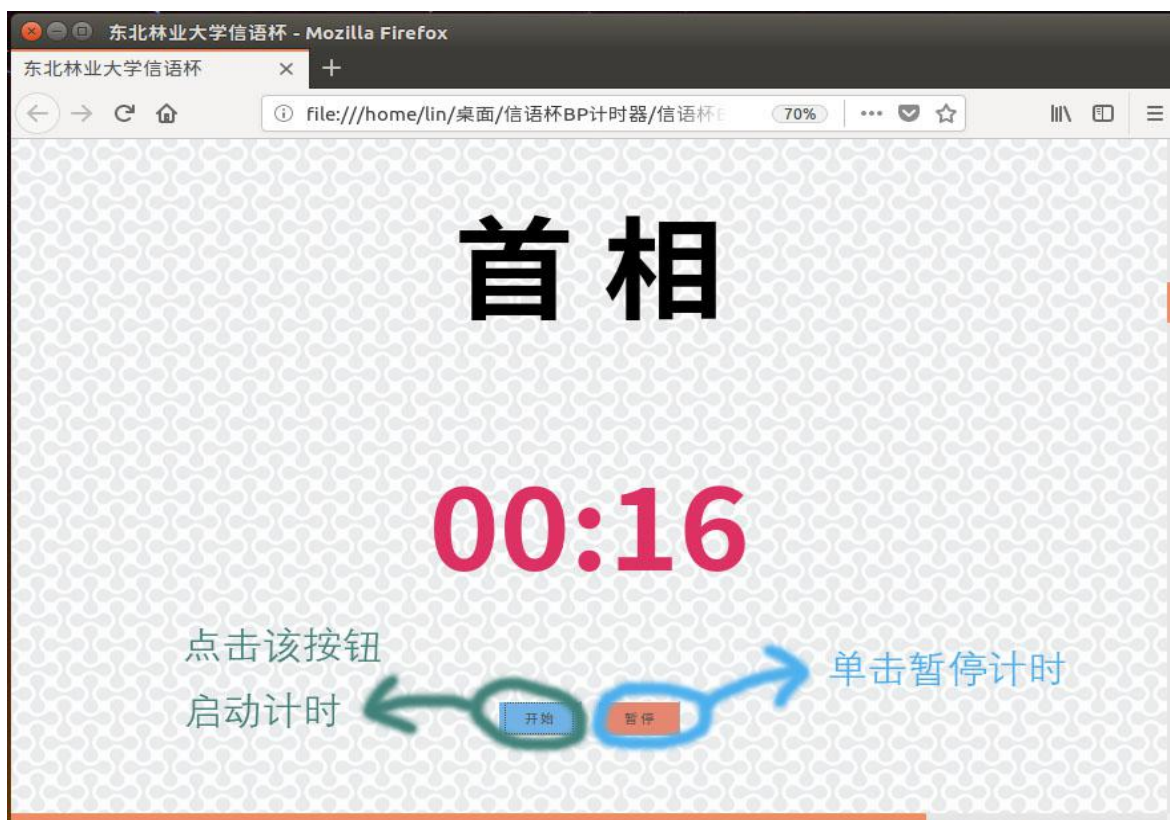 东北林业大学信语杯 - Mozilla Firefox
东北林业大学信语杯
file:///home/lin/桌面/信语杯BP计时器/信语杯
70%
首 相
00:16
点击该按钮
启动计时
单击暂停计时
开始
暂停